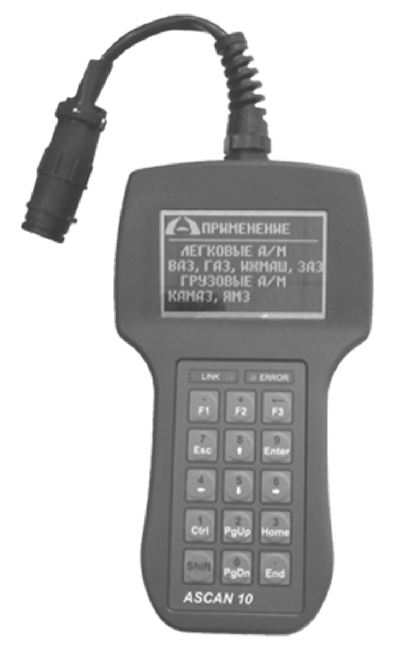 ПРИМЕНЕНИЕ
ЛЕГКОВЫЕ А/М
ВАЗ, ГАЗ, ИЖМАШ, ЗАЗ
ГРУЗОВЫЕ А/М
КАМАЗ, ЯМЗ
LINK ERROR
- + ←
F1 F2 F3
7 8 9
Esc ↑ Enter
4 5 6
← ↓ →
1 2 3
Ctrl PgUp Home
Shift 0 .
PgDn End
ASCAN 10